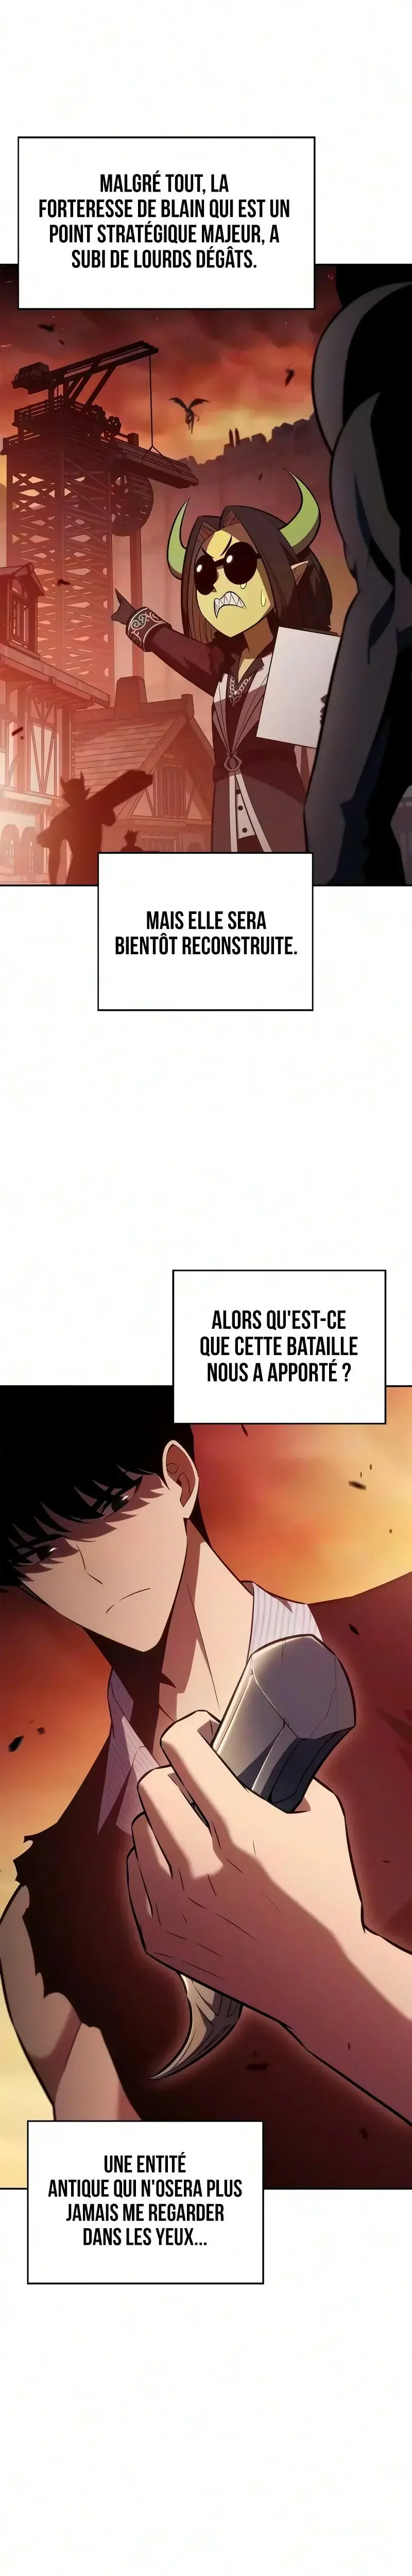 MALGRÉ TOUT, LA
FORTERESSE DE BLAIN QUI EST UN
POINT STRATÉGIQUE MAJEUR, A
SUBI DE LOURDS DÉGÂTS.
MAIS ELLE SERA
BIENTÔT RECONSTRUITE.
ALORS QU'EST-CE
QUE CETTE BATAILLE
NOUS A APPORTÉ ?
UNE ENTITÉ
ANTIQUE QUI N'OSERA PLUS
JAMAIS ME REGARDER
DANS LES YEUX...